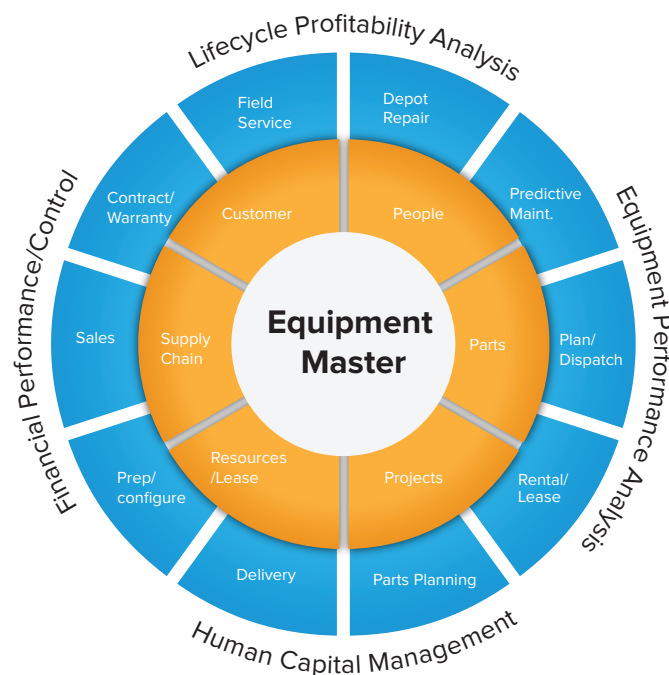 Lifecycle Profitability Analysis
Field
Service
Depot
Repair
Contract/
Warranty
Customer
People
Predictive
Maint.
Financial Performance/Control
Equipment Performance Analysis
Sales
Supply
Chain
Equipment
Master
Parts
Plan/
Dispatch
Prep/
configure
Resources
/Lease
Projects
Rental/
Lease
Delivery
Parts Planning
Human Capital Management